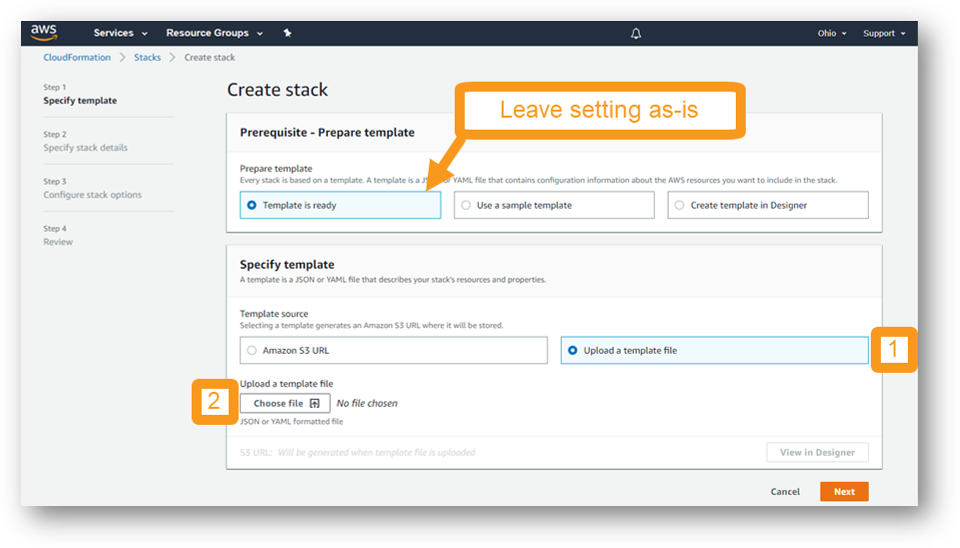 aws Services Resource Groups Ohio Support
CloudFormation Stacks Create stack
Step 1
Specify template
Step 2
Specify stack details
Step 3
Configure stack options
Step 4
Review
Create stack
Leave setting as-is
Prerequisite - Prepare template
Prepare template
Every stack is based on a template. A template is a JSON or YAML file that contains configuration information about the AWS resources you want to include in the stack.
Template is ready Use a sample template Create template in Designer
Specify template
A template is a JSON or YAML file that describes your stack's resources and properties.
Template source
Selecting a template generates an Amazon S3 URL where it will be stored.
Amazon S3 URL Upload a template file 1
Upload a template file
2 Choose file No file chosen
JSON or YAML formatted file
S3 URL: Will be generated when template file is uploaded View in Designer
Cancel Next